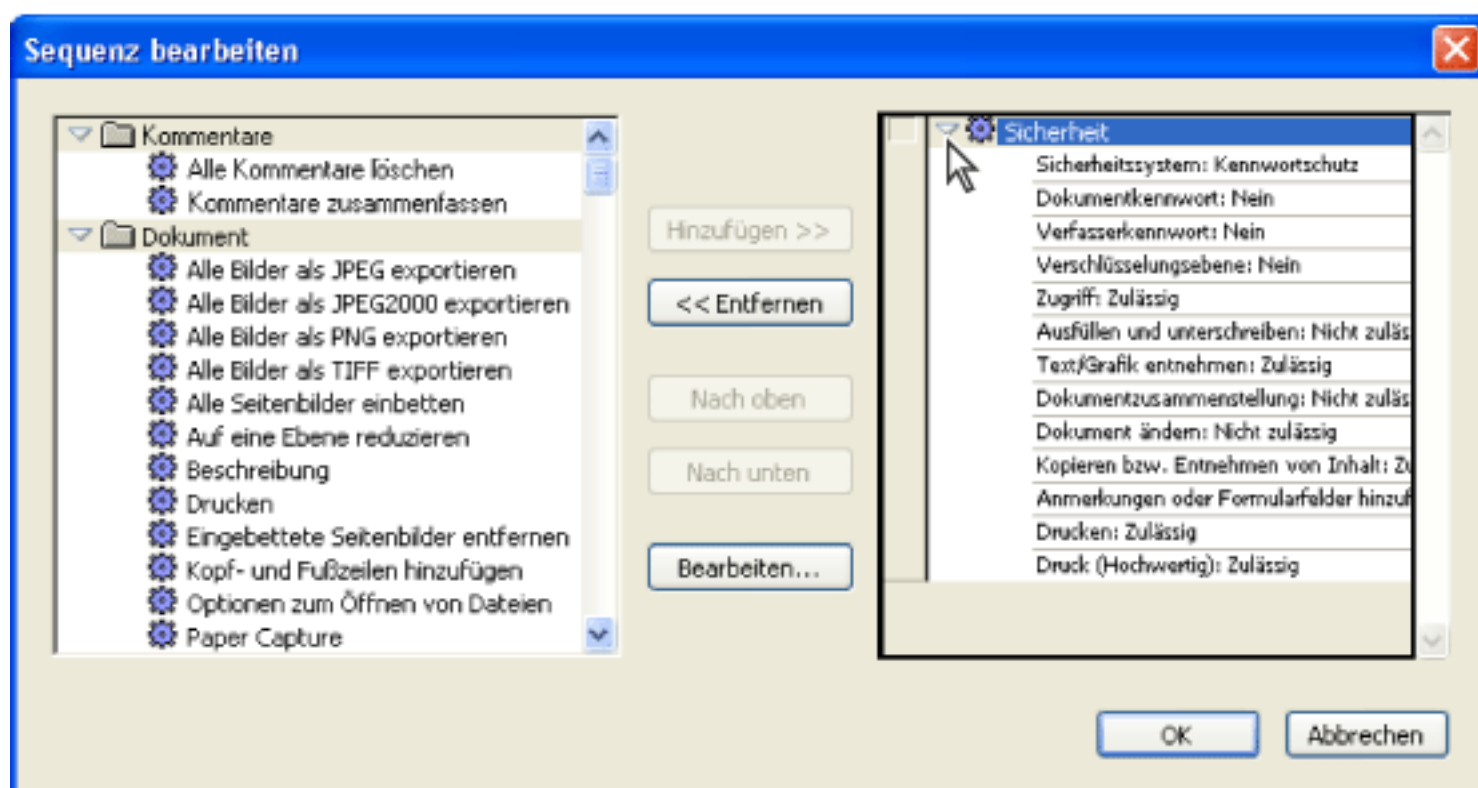 Sequenz bearbeiten
Kommentare
Alle Kommentare löschen
Kommentare zusammenfassen
Dokument
Alle Bilder als JPEG exportieren
Alle Bilder als JPEG2000 exportieren
Alle Bilder als PNG exportieren
Alle Bilder als TIFF exportieren
Alle Seitenbilder einbetten
Auf eine Ebene reduzieren
Beschreibung
Drucken
Eingebettete Seitenbilder entfernen
Kopf- und Fußzeilen hinzufügen
Optionen zum Öffnen von Dateien
Paper Capture
Hinzufügen >>
<< Entfernen
Nach oben
Nach unten
Bearbeiten...
Sicherheit
Sicherheitssystem: Kennwortschutz
Dokumentkennwort: Nein
Verfasserkennwort: Nein
Verschlüsselungsebene: Nein
Zugriff: Zulässig
Ausfüllen und unterschreiben: Nicht zuläs
Text/Grafik entnehmen: Zulässig
Dokumentzusammenstellung: Nicht zuläs
Dokument ändern: Nicht zulässig
Kopieren bzw. Entnehmen von Inhalt: Zu
Anmerkungen oder Formularfelder hinzuf
Drucken: Zulässig
Druck (Hochwertig): Zulässig
OK
Abbrechen